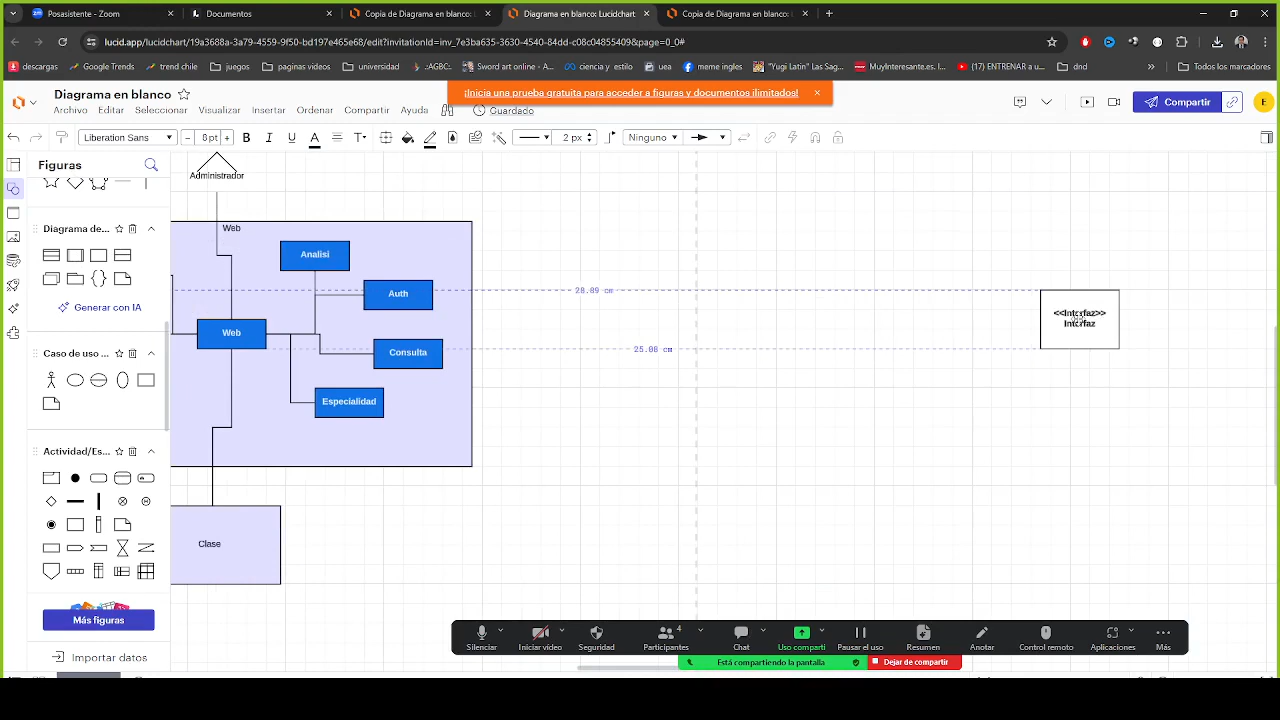 Posasistente - Zoom
Documentos
Copia de Diagrama en blanco: L
Diagrama en blanco: Lucidchart
Copia de Diagrama en blanco: L
lucid.app/lucidchart/19a3688a-3a79-4559-9f50-bd197e465e68/edit?invitationId=inv_7e3ba635-3630-4540-84dd-c08c04855409&page=0_0#
descargas
Google Trends
trend chile
juegos
paginas videos
universidad
.:AGBC:.
Sword art online - A...
ciencia y estilo
uea
meme ingles
"Yugi Latin" Las Sag...
MuyInteresante.es. I...
(17) ENTRENAR a u...
dnd
Todos los marcadores
Diagrama en blanco
¡Inicia una prueba gratuita para acceder a figuras y documentos ilimitados!
Archivo
Editar
Seleccionar
Visualizar
Insertar
Ordenar
Compartir
Ayuda
Guardado
Compartir
E
Liberation Sans
8pt
B
I
U
A
T
2 px
Ninguno
Figuras
Administrador
Diagrama de...
Generar con IA
Caso de uso
Actividad/Es...
Más figuras
Importar datos
Web
Analisi
Auth
Web
Consulta
Especialidad
Clase
28.89 cm
25.08 cm
<<Interfaz>>
Interfaz
Silenciar
Iniciar vídeo
Seguridad
4
Participantes
Chat
Uso comparti
Pausar el uso
Resumen
Anotar
Control remoto
Aplicaciones
Más
Está compartiendo la pantalla
Dejar de compartir